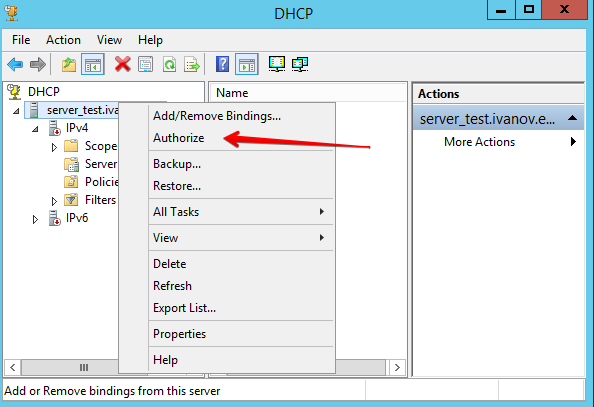 DHCP
File Action View Help
DHCP
server_test.iva
IPv4
Scope
Server
Policie
Filters
IPv6
Name
Add/Remove Bindings...
Authorize
Backup...
Restore...
All Tasks
View
Delete
Refresh
Export List...
Properties
Help
Actions
server_test.ivanov.e...
More Actions
Add or Remove bindings from this server